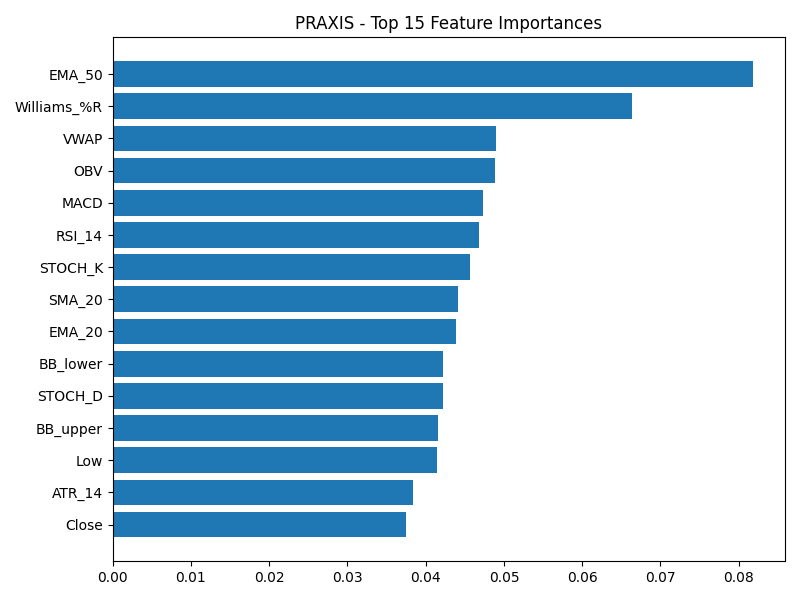 PRAXIS - Top 15 Feature Importances
EMA_50
Williams_%R
VWAP
OBV
MACD
RSI_14
STOCH_K
SMA_20
EMA_20
BB_lower
STOCH_D
BB_upper
Low
ATR_14
Close
0.00 0.01 0.02 0.03 0.04 0.05 0.06 0.07 0.08